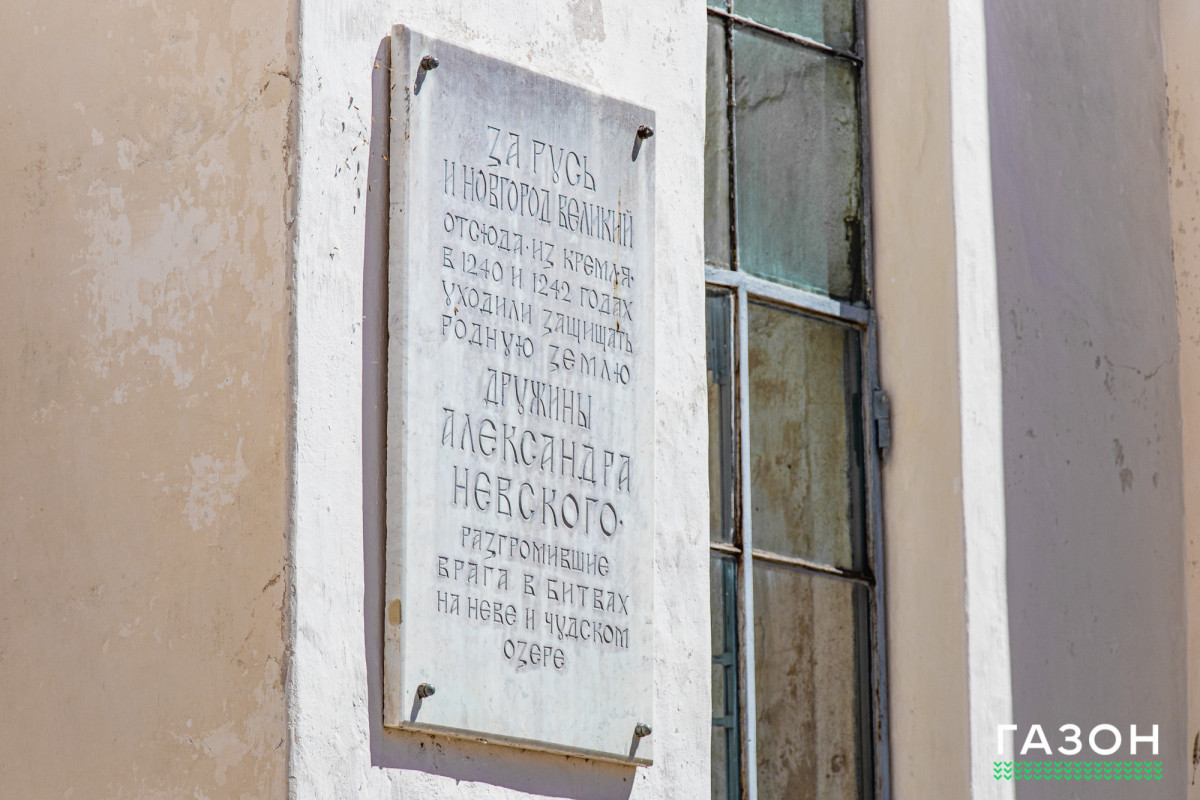 ЗА РУСЬ
И НОВГОРОД ВЕЛИКИЙ
ОТСЮДА · ИЗ КРЕМЛЯ ·
В 1240 И 1242 ГОДАХ
УХОДИЛИ ЗАЩИЩАТЬ
РОДНУЮ ЗЕМЛЮ
ДРУЖИНЫ
АЛЕКСАНДРА
НЕВСКОГО ·
РАЗГРОМИВШИЕ
ВРАГА В БИТВАХ
НА НЕВЕ И ЧУДСКОМ
ОЗЕРЕ
ГАЗОН